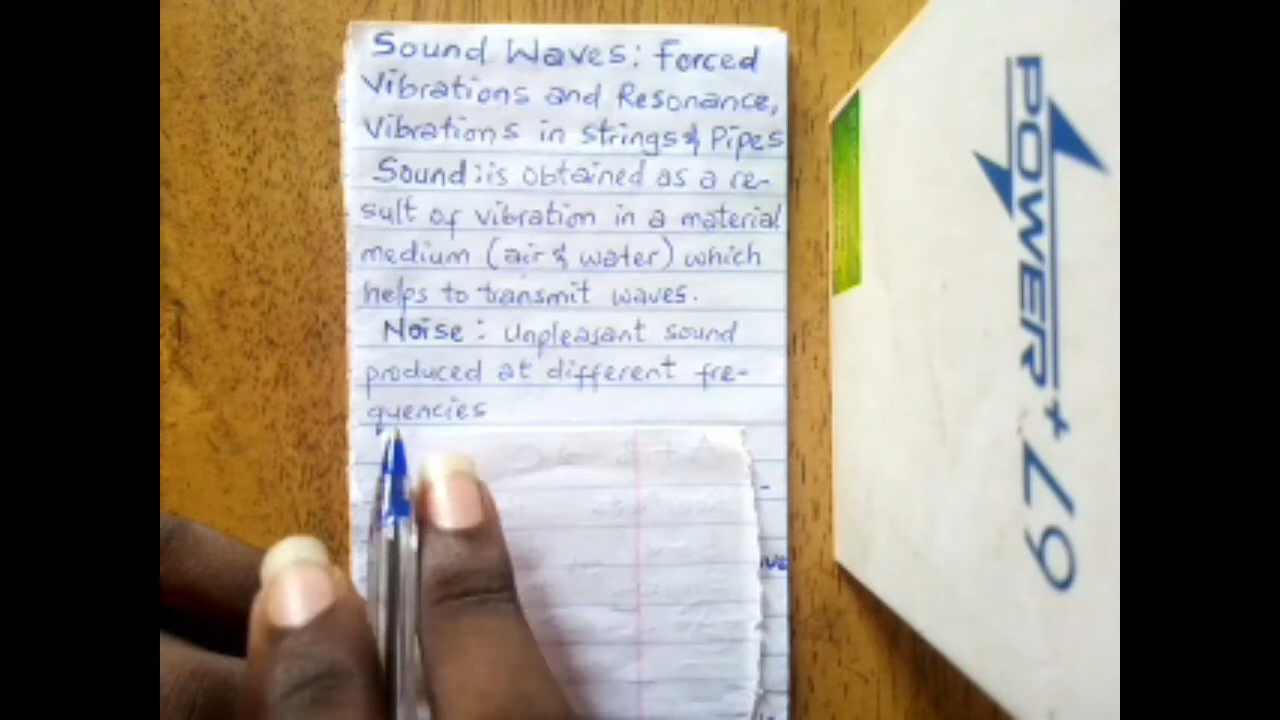 Sound Waves: Forced
Vibrations and Resonance,
Vibrations in Strings & Pipes
Sound: is obtained as a re-
sult of vibration in a material
medium (air & water) which
helps to transmit waves.
Noise: Unpleasant sound
produced at different fre-
quencies
POWER+ L9